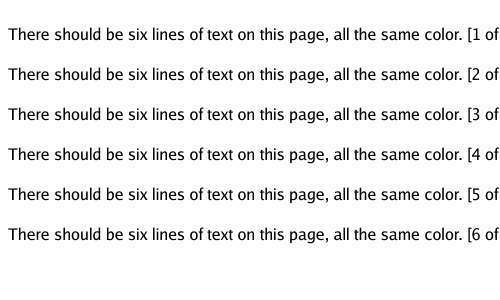 There should be six lines of text on this page, all the same color. [1 of
There should be six lines of text on this page, all the same color. [2 of
There should be six lines of text on this page, all the same color. [3 of
There should be six lines of text on this page, all the same color. [4 of
There should be six lines of text on this page, all the same color. [5 of
There should be six lines of text on this page, all the same color. [6 of